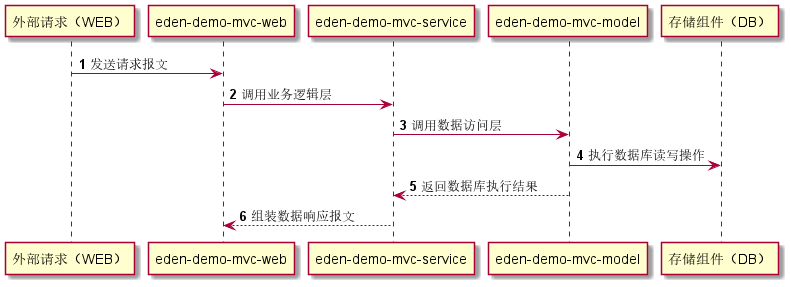 外部请求（WEB）
eden-demo-mvc-web
eden-demo-mvc-service
eden-demo-mvc-model
存储组件（DB）
1 发送请求报文
2 调用业务逻辑层
3 调用数据访问层
4 执行数据库读写操作
5 返回数据库执行结果
6 组装数据响应报文
外部请求（WEB）
eden-demo-mvc-web
eden-demo-mvc-service
eden-demo-mvc-model
存储组件（DB）